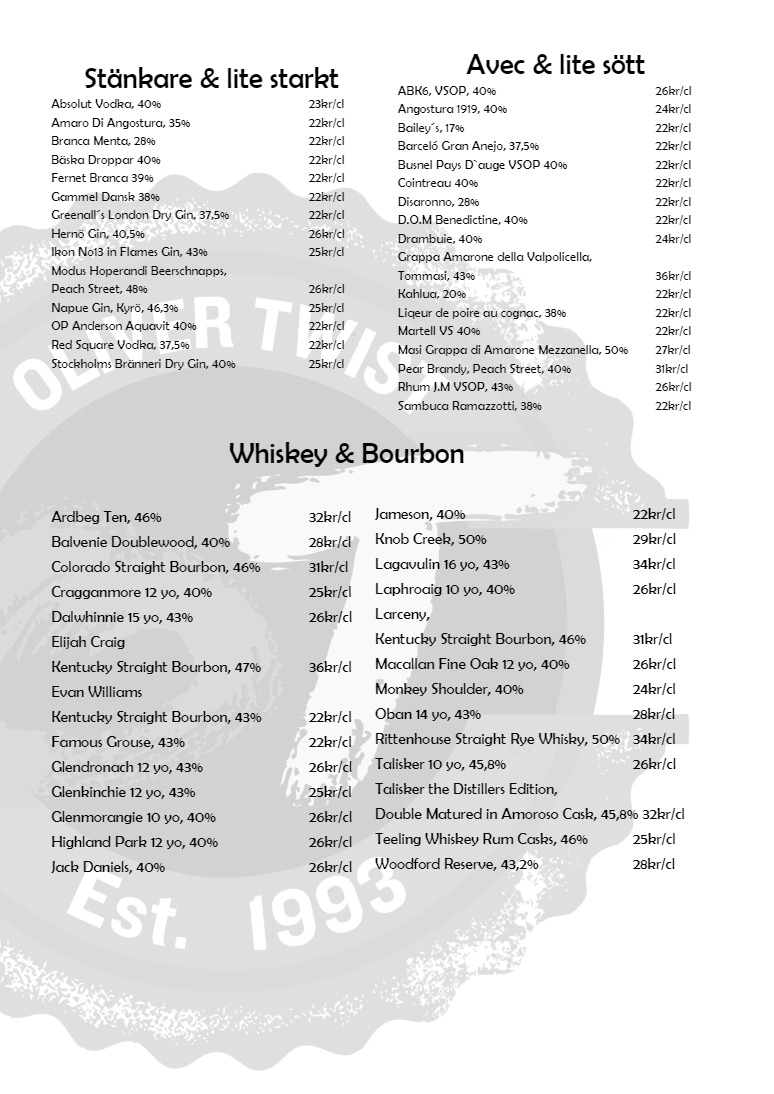 Stänkare & lite starkt
Absolut Vodka, 40% 23kr/cl
Amaro Di Angostura, 35% 22kr/cl
Branca Menta, 28% 22kr/cl
Bäska Droppar 40% 22kr/cl
Fernet Branca 39% 22kr/cl
Gammel Dansk 38% 22kr/cl
Greenall´s London Dry Gin, 37,5% 22kr/cl
Hernö Gin, 40,5% 26kr/cl
Ikon No13 in Flames Gin, 43% 25kr/cl
Modus Hoperandi Beerschnapps,
Peach Street, 48% 26kr/cl
Napue Gin, Kyrö, 46,3% 25kr/cl
OP Anderson Aquavit 40% 22kr/cl
Red Square Vodka, 37,5% 22kr/cl
Stockholms Bränneri Dry Gin, 40% 25kr/cl
Avec & lite sött
ABK6, VSOP, 40% 26kr/cl
Angostura 1919, 40% 24kr/cl
Bailey´s, 17% 22kr/cl
Barceló Gran Anejo, 37,5% 22kr/cl
Busnel Pays D`auge VSOP 40% 22kr/cl
Cointreau 40% 22kr/cl
Disaronno, 28% 22kr/cl
D.O.M Benedictine, 40% 22kr/cl
Drambuie, 40% 24kr/cl
Grappa Amarone della Valpolicella,
Tommasi, 43% 36kr/cl
Kahlua, 20% 22kr/cl
Liqeur de poire au cognac, 38% 22kr/cl
Martell VS 40% 22kr/cl
Masi Grappa di Amarone Mezzanella, 50% 27kr/cl
Pear Brandy, Peach Street, 40% 31kr/cl
Rhum J.M VSOP, 43% 26kr/cl
Sambuca Ramazzotti, 38% 22kr/cl
OLIVER TWIST
Whiskey & Bourbon
Ardbeg Ten, 46% 32kr/cl
Balvenie Doublewood, 40% 28kr/cl
Colorado Straight Bourbon, 46% 31kr/cl
Cragganmore 12 yo, 40% 25kr/cl
Dalwhinnie 15 yo, 43% 26kr/cl
Elijah Craig
Kentucky Straight Bourbon, 47% 36kr/cl
Evan Williams
Kentucky Straight Bourbon, 43% 22kr/cl
Famous Grouse, 43% 22kr/cl
Glendronach 12 yo, 43% 26kr/cl
Glenkinchie 12 yo, 43% 25kr/cl
Glenmorangie 10 yo, 40% 26kr/cl
Highland Park 12 yo, 40% 26kr/cl
Jack Daniels, 40% 26kr/cl
Jameson, 40% 22kr/cl
Knob Creek, 50% 29kr/cl
Lagavulin 16 yo, 43% 34kr/cl
Laphroaig 10 yo, 40% 26kr/cl
Larceny,
Kentucky Straight Bourbon, 46% 31kr/cl
Macallan Fine Oak 12 yo, 40% 26kr/cl
Monkey Shoulder, 40% 24kr/cl
Oban 14 yo, 43% 28kr/cl
Rittenhouse Straight Rye Whisky, 50% 34kr/cl
Talisker 10 yo, 45,8% 26kr/cl
Talisker the Distillers Edition,
Double Matured in Amoroso Cask, 45,8% 32kr/cl
Teeling Whiskey Rum Casks, 46% 25kr/cl
Woodford Reserve, 43,2% 28kr/cl
Est. 1993